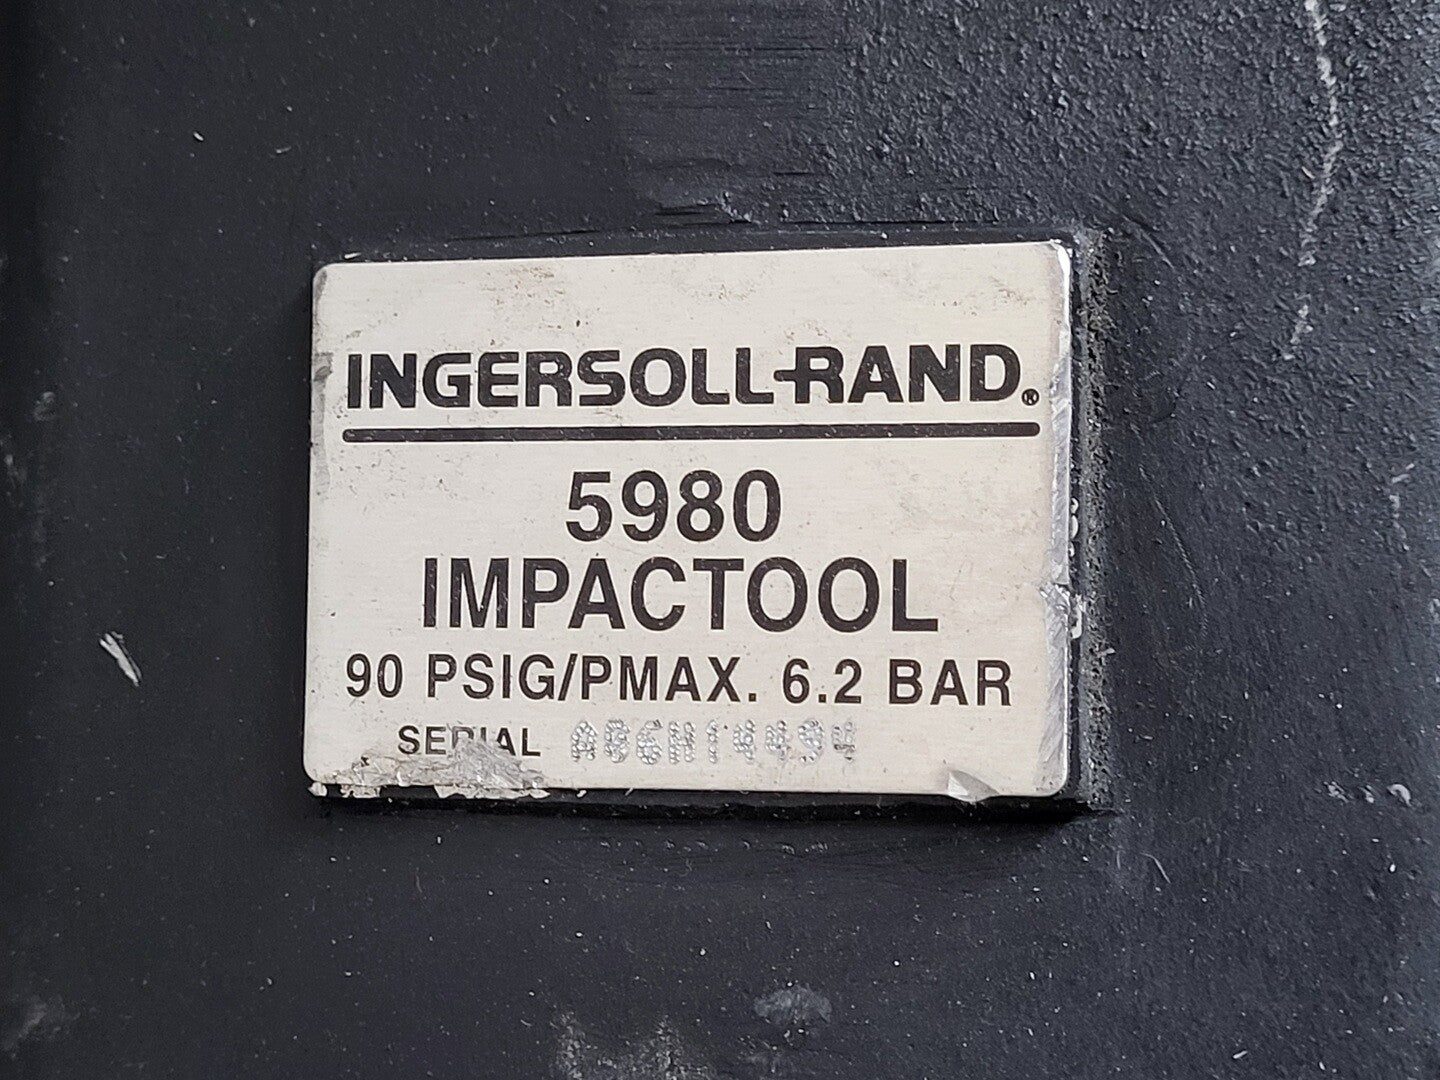 INGERSOLL-RAND®
5980
IMPACTOOL
90 PSIG/PMAX. 6.2 BAR
SERIAL